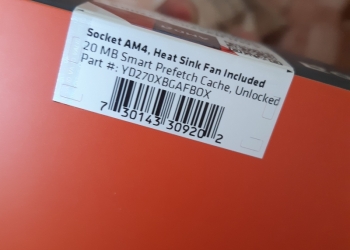 Socket AM4, Heat Sink Fan Included
20 MB Smart Prefetch Cache, Unlocked
Part #: YD270XBGAFBOX
7 30143 30920 2